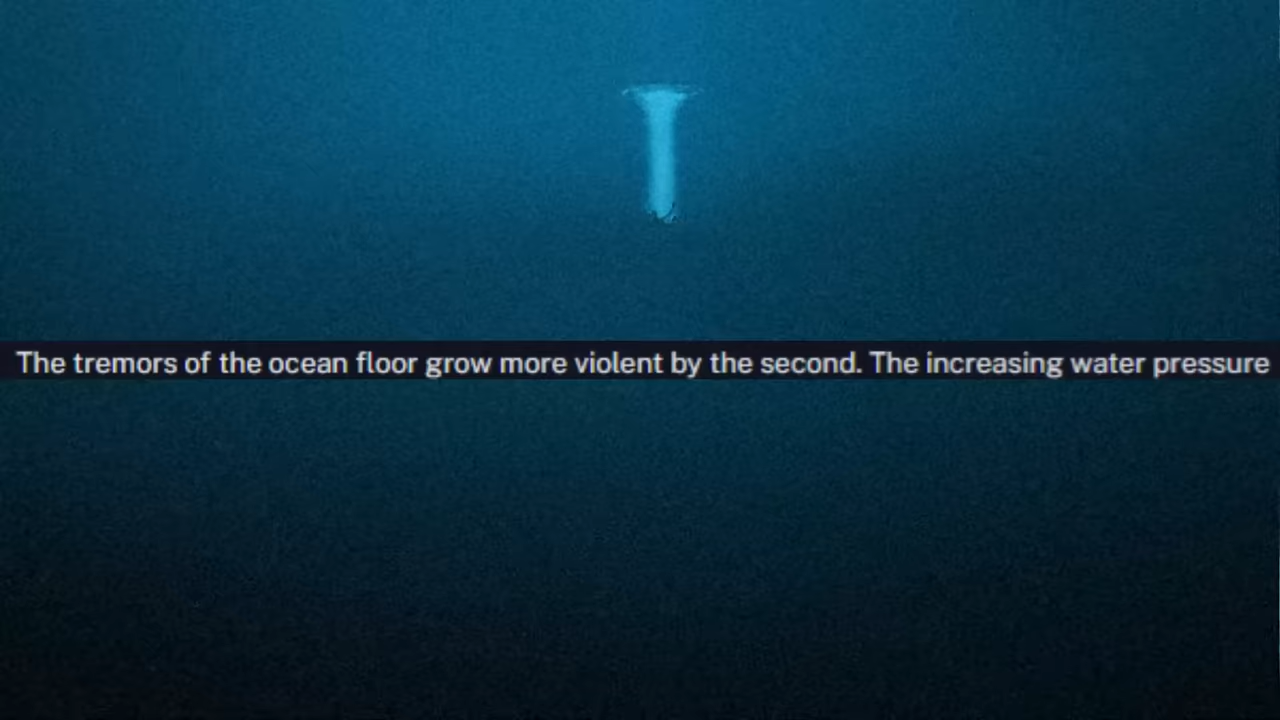 The tremors of the ocean floor grow more violent by the second. The increasing water pressure